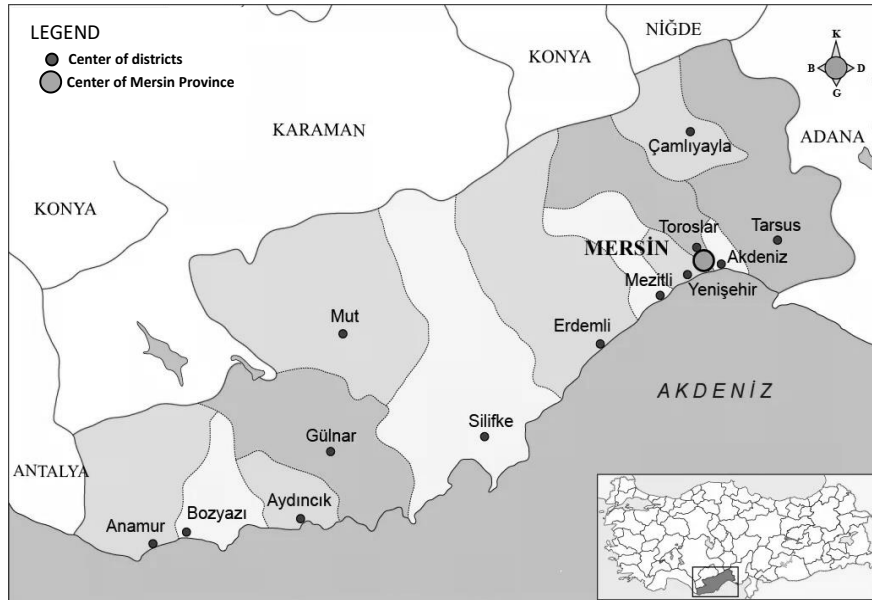 LEGEND
Center of districts
Center of Mersin Province
NİĞDE
KONYA
K
B
D
G
KARAMAN
ADANA
Çamlıyayla
KONYA
Toroslar
Tarsus
MERSİN
Akdeniz
Mezitli
Yenişehir
Mut
Erdemli
AKDENİZ
Silifke
Gülnar
ANTALYA
Aydıncık
Bozyazı
Anamur